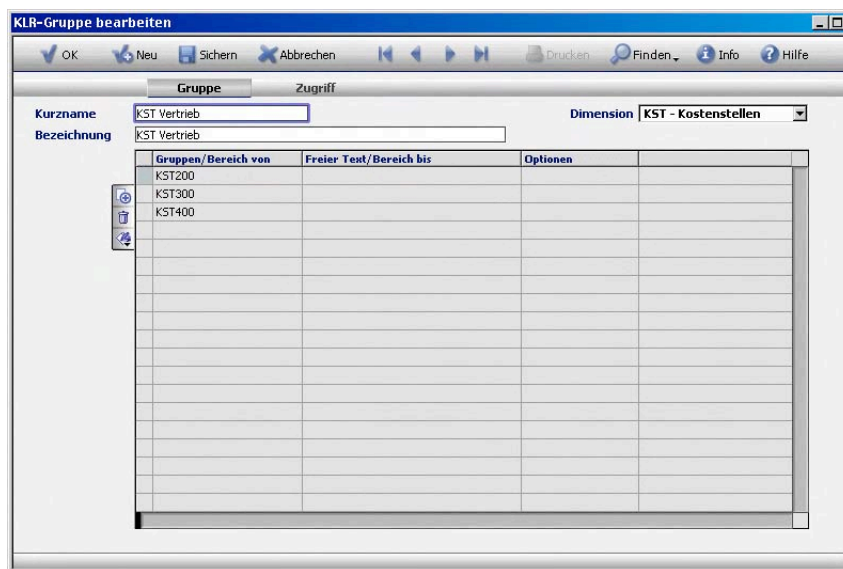 KLR-Gruppe bearbeiten
OK Neu Sichern Abbrechen Drucken Finden Info Hilfe
Gruppe Zugriff
Kurzname KST Vertrieb Dimension KST - Kostenstellen
Bezeichnung KST Vertrieb
Gruppen/Bereich von Freier Text/Bereich bis Optionen
KST200
KST300
KST400